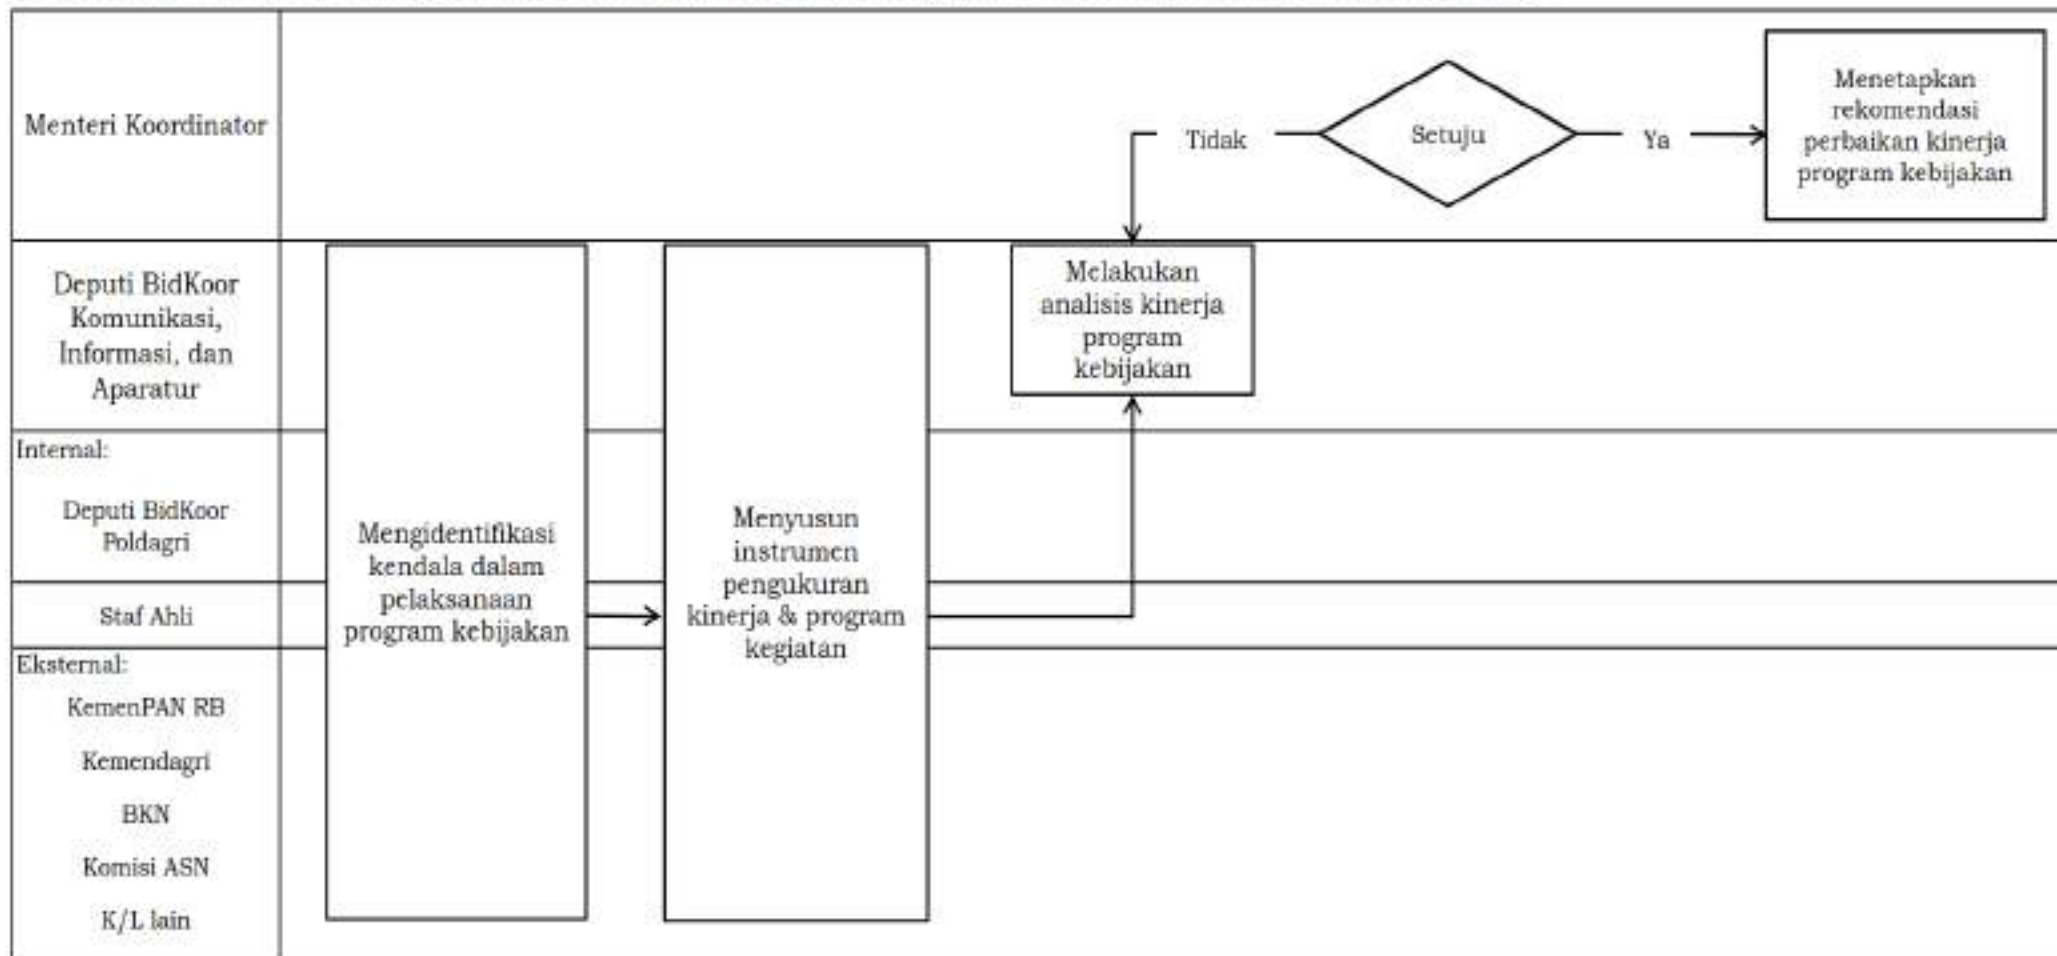 Menteri Koordinator
Tidak
Setuju
Ya
Menetapkan
rekomendasi
perbaikan kinerja
program kebijakan
Deputi BidKoor
Komunikasi,
Informasi, dan
Aparatur
Melakukan
analisis kinerja
program
kebijakan
Internal:
Deputi BidKoor
Poldagri
Staf Ahli
Mengidentifikasi
kendala dalam
pelaksanaan
program kebijakan
Menyusun
instrumen
pengukuran
kinerja & program
kegiatan
Eksternal:
KemenPAN RB
Kemendagri
BKN
Komisi ASN
K/L lain